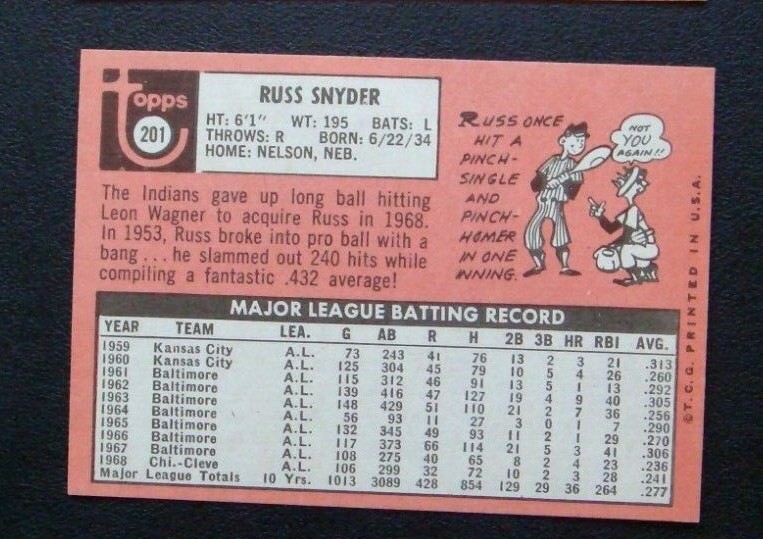 topps
201
RUSS SNYDER
HT: 6'1" WT: 195 BATS: L
THROWS: R BORN: 6/22/34
HOME: NELSON, NEB.
The Indians gave up long ball hitting
Leon Wagner to acquire Russ in 1968.
In 1953, Russ broke into pro ball with a
bang . . . he slammed out 240 hits while
compiling a fantastic .432 average!
RUSS ONCE
HIT A
PINCH-
SINGLE
AND
PINCH-
HOMER
IN ONE
INNING.
NOT
YOU
AGAIN!!
MAJOR LEAGUE BATTING RECORD
YEAR TEAM LEA. G AB R H 2B 3B HR RBI AVG.
1959 Kansas City A.L. 73 243 41 76 13 2 3 21 .313
1960 Kansas City A.L. 125 304 45 79 10 5 4 26 .260
1961 Baltimore A.L. 115 312 46 91 13 5 1 13 .292
1962 Baltimore A.L. 139 416 47 127 19 4 9 40 .305
1963 Baltimore A.L. 148 429 51 110 21 2 7 36 .256
1964 Baltimore A.L. 56 93 11 27 3 0 1 7 .290
1965 Baltimore A.L. 132 345 49 93 11 2 1 29 .270
1966 Baltimore A.L. 117 373 66 114 21 5 3 41 .306
1967 Baltimore A.L. 108 275 40 65 8 2 4 23 .236
1968 Chi.-Cleve A.L. 106 299 32 72 10 2 3 28 .241
Major League Totals 10 Yrs. 1013 3089 428 854 129 29 36 264 .277
©T.C.G. PRINTED IN U.S.A.